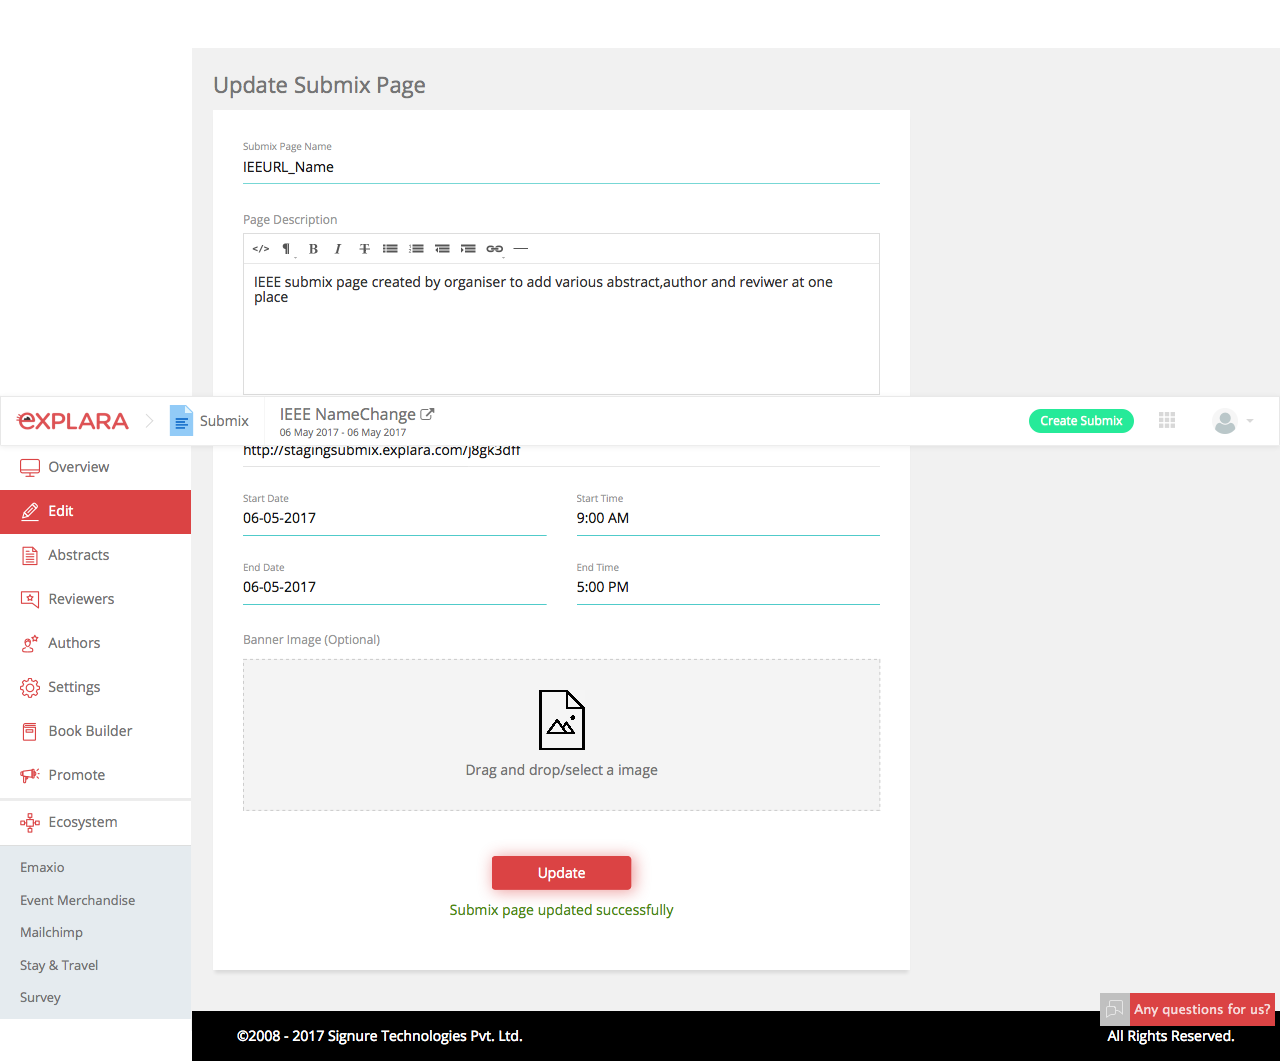 Update Submix Page
Submix Page Name
IEEURL_Name
Page Description
IEEE submix page created by organiser to add various abstract,author and reviwer at one
place
eXPLARA
Submix
IEEE NameChange
06 May 2017 - 06 May 2017
Create Submix
http://stagingsubmix.explara.com/j8gk3dff
Overview
Edit
Abstracts
Reviewers
Authors
Settings
Book Builder
Promote
Ecosystem
Emaxio
Event Merchandise
Mailchimp
Stay & Travel
Survey
Start Date
06-05-2017
Start Time
9:00 AM
End Date
06-05-2017
End Time
5:00 PM
Banner Image (Optional)
Drag and drop/select a image
Update
Submix page updated successfully
Any questions for us?
©2008 - 2017 Signure Technologies Pvt. Ltd.
All Rights Reserved.